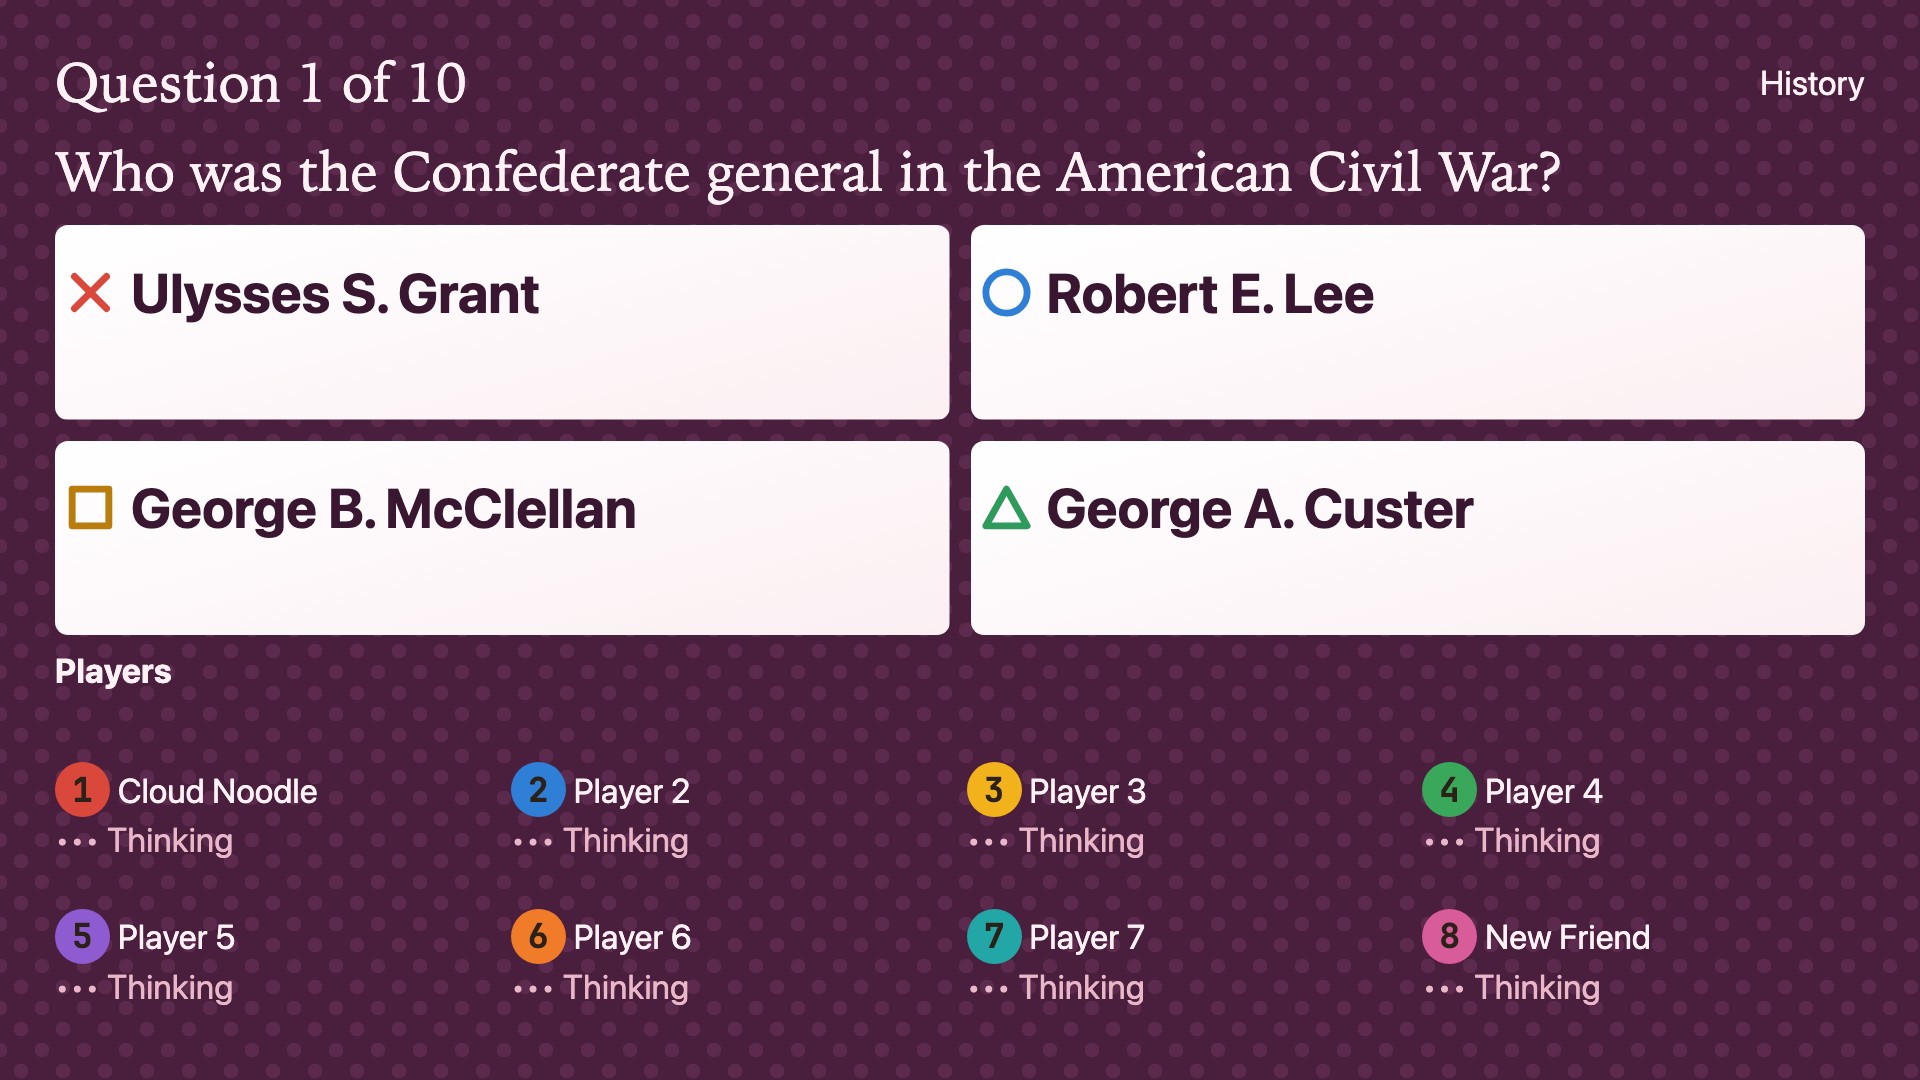 Question 1 of 10
History
Who was the Confederate general in the American Civil War?
Ulysses S. Grant
Robert E. Lee
George B. McClellan
George A. Custer
Players
1 Cloud Noodle
2 Player 2
3 Player 3
4 Player 4
••• Thinking
••• Thinking
••• Thinking
••• Thinking
5 Player 5
6 Player 6
7 Player 7
8 New Friend
••• Thinking
••• Thinking
••• Thinking
••• Thinking